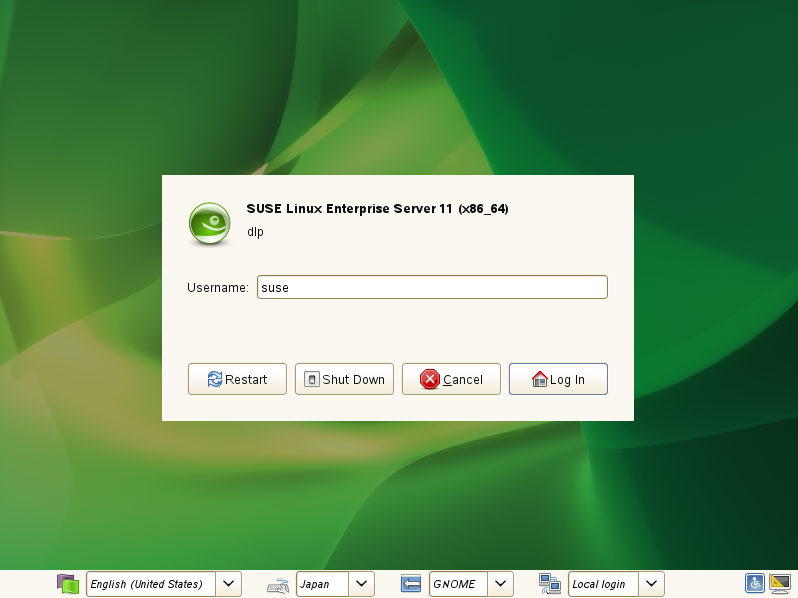 SUSE Linux Enterprise Server 11 (x86_64)
dlp
Username: suse
Restart Shut Down Cancel Log In
English (United States) Japan GNOME Local login